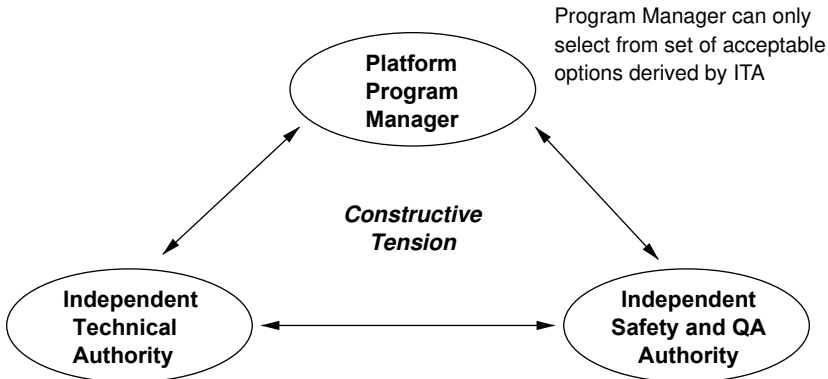 Program Manager can only
select from set of acceptable
options derived by ITA
Platform
Program
Manager
Constructive
Tension
Independent
Technical
Authority
Independent
Safety and QA
Authority